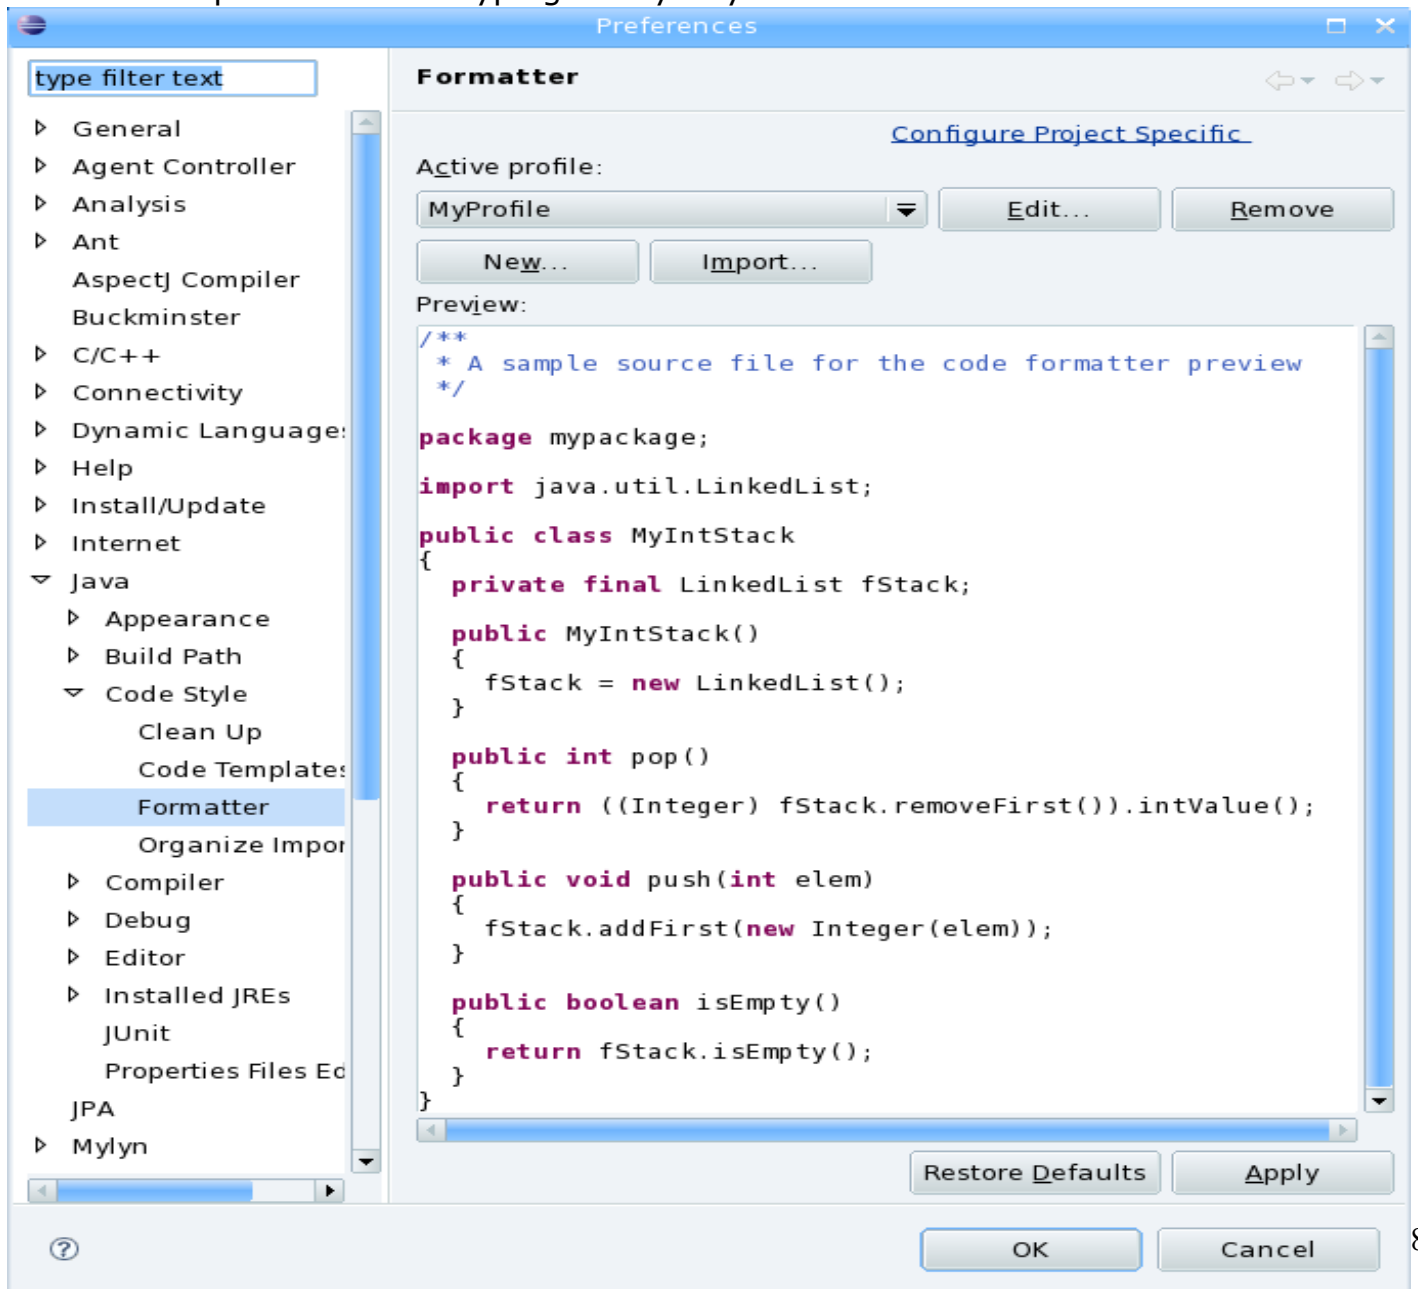 Preferences
type filter text
General
Agent Controller
Analysis
Ant
AspectJ Compiler
Buckminster
C/C++
Connectivity
Dynamic Language
Help
Install/Update
Internet
Java
Appearance
Build Path
Code Style
Clean Up
Code Templates
Formatter
Organize Impor
Compiler
Debug
Editor
Installed JREs
JUnit
Properties Files Ed
JPA
Mylyn
Formatter
Configure Project Specific
Active profile:
MyProfile
Edit...
Remove
New...
Import...
Preview:
/**
 * A sample source file for the code formatter preview
 */
package mypackage;
import java.util.LinkedList;
public class MyIntStack
{
  private final LinkedList fStack;
  public MyIntStack()
  {
    fStack = new LinkedList();
  }
  public int pop()
  {
    return ((Integer) fStack.removeFirst()).intValue();
  }
  public void push(int elem)
  {
    fStack.addFirst(new Integer(elem));
  }
  public boolean isEmpty()
  {
    return fStack.isEmpty();
  }
}
Restore Defaults
Apply
?
OK
Cancel